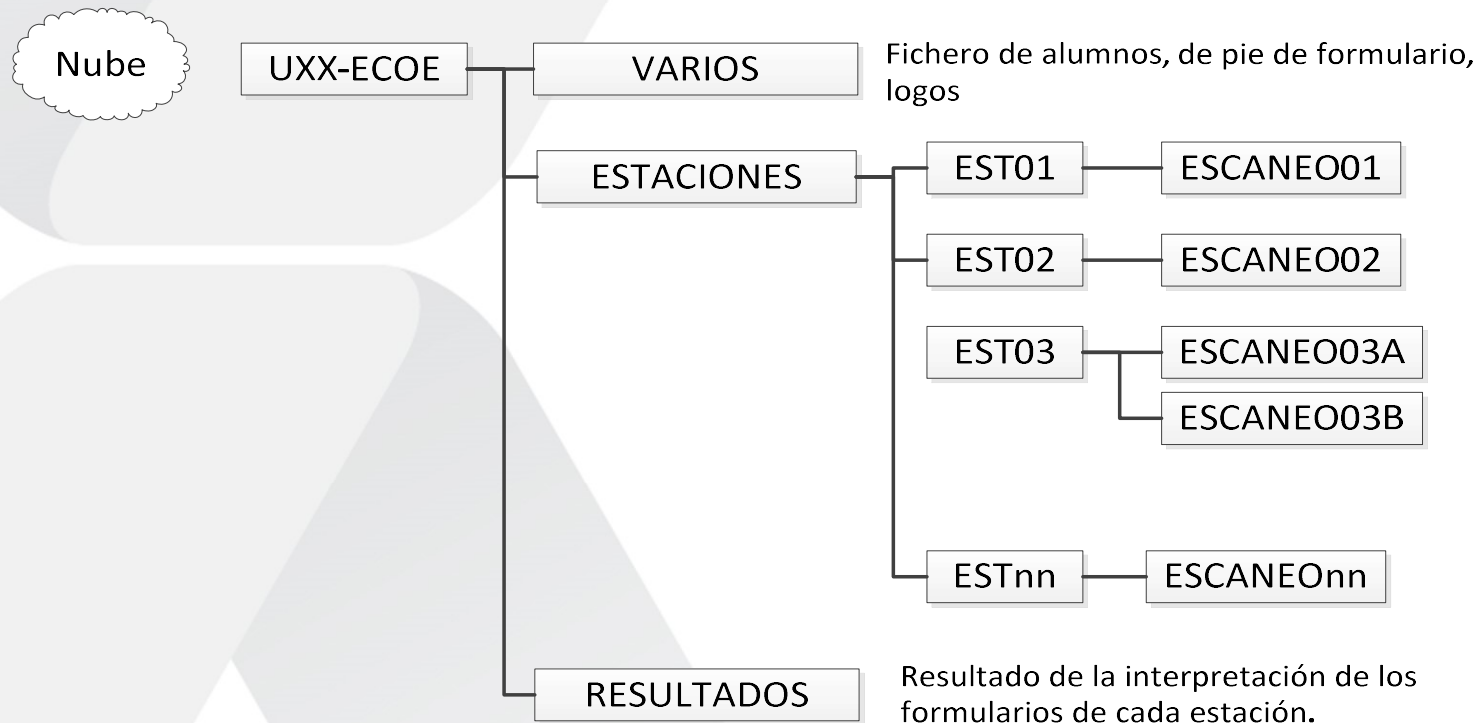 Nube
UXX-ECOE
VARIOS
Fichero de alumnos, de pie de formulario,
logos
ESTACIONES
EST01
ESCANEO01
EST02
ESCANEO02
EST03
ESCANEO03A
ESCANEO03B
ESTnn
ESCANEOnn
RESULTADOS
Resultado de la interpretación de los
formularios de cada estación.